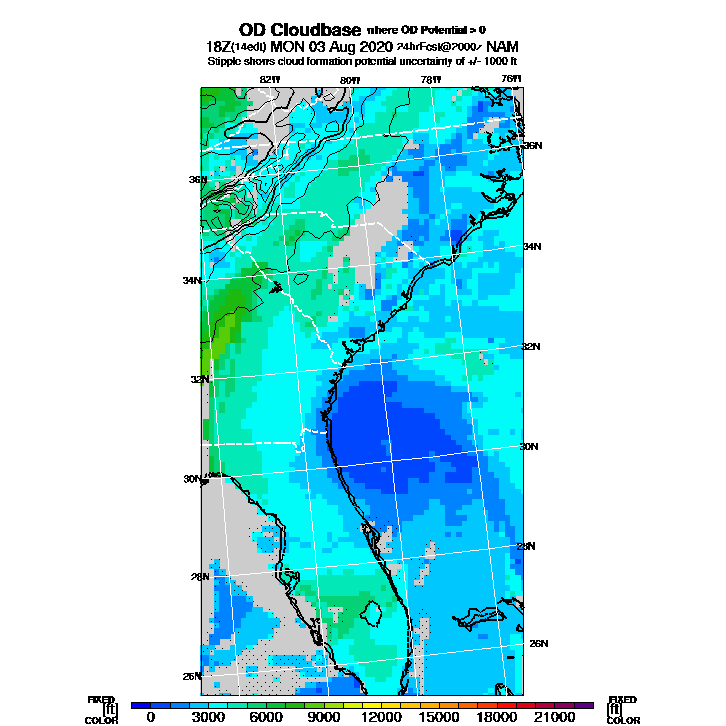 OD Cloudbase where OD Potential > 0
18Z(14edt) MON 03 Aug 2020 24hrFcst@2000z NAM
Stipple shows cloud formation potential uncertainty of +/- 1000 ft
82W 80W 78W 76W
36N 36N
34N 34N
32N 32N
30N 30N
28N 28N
26N 26N
FIXED [ft] COLOR
0 3000 6000 9000 12000 15000 18000 21000
FIXED [ft] COLOR